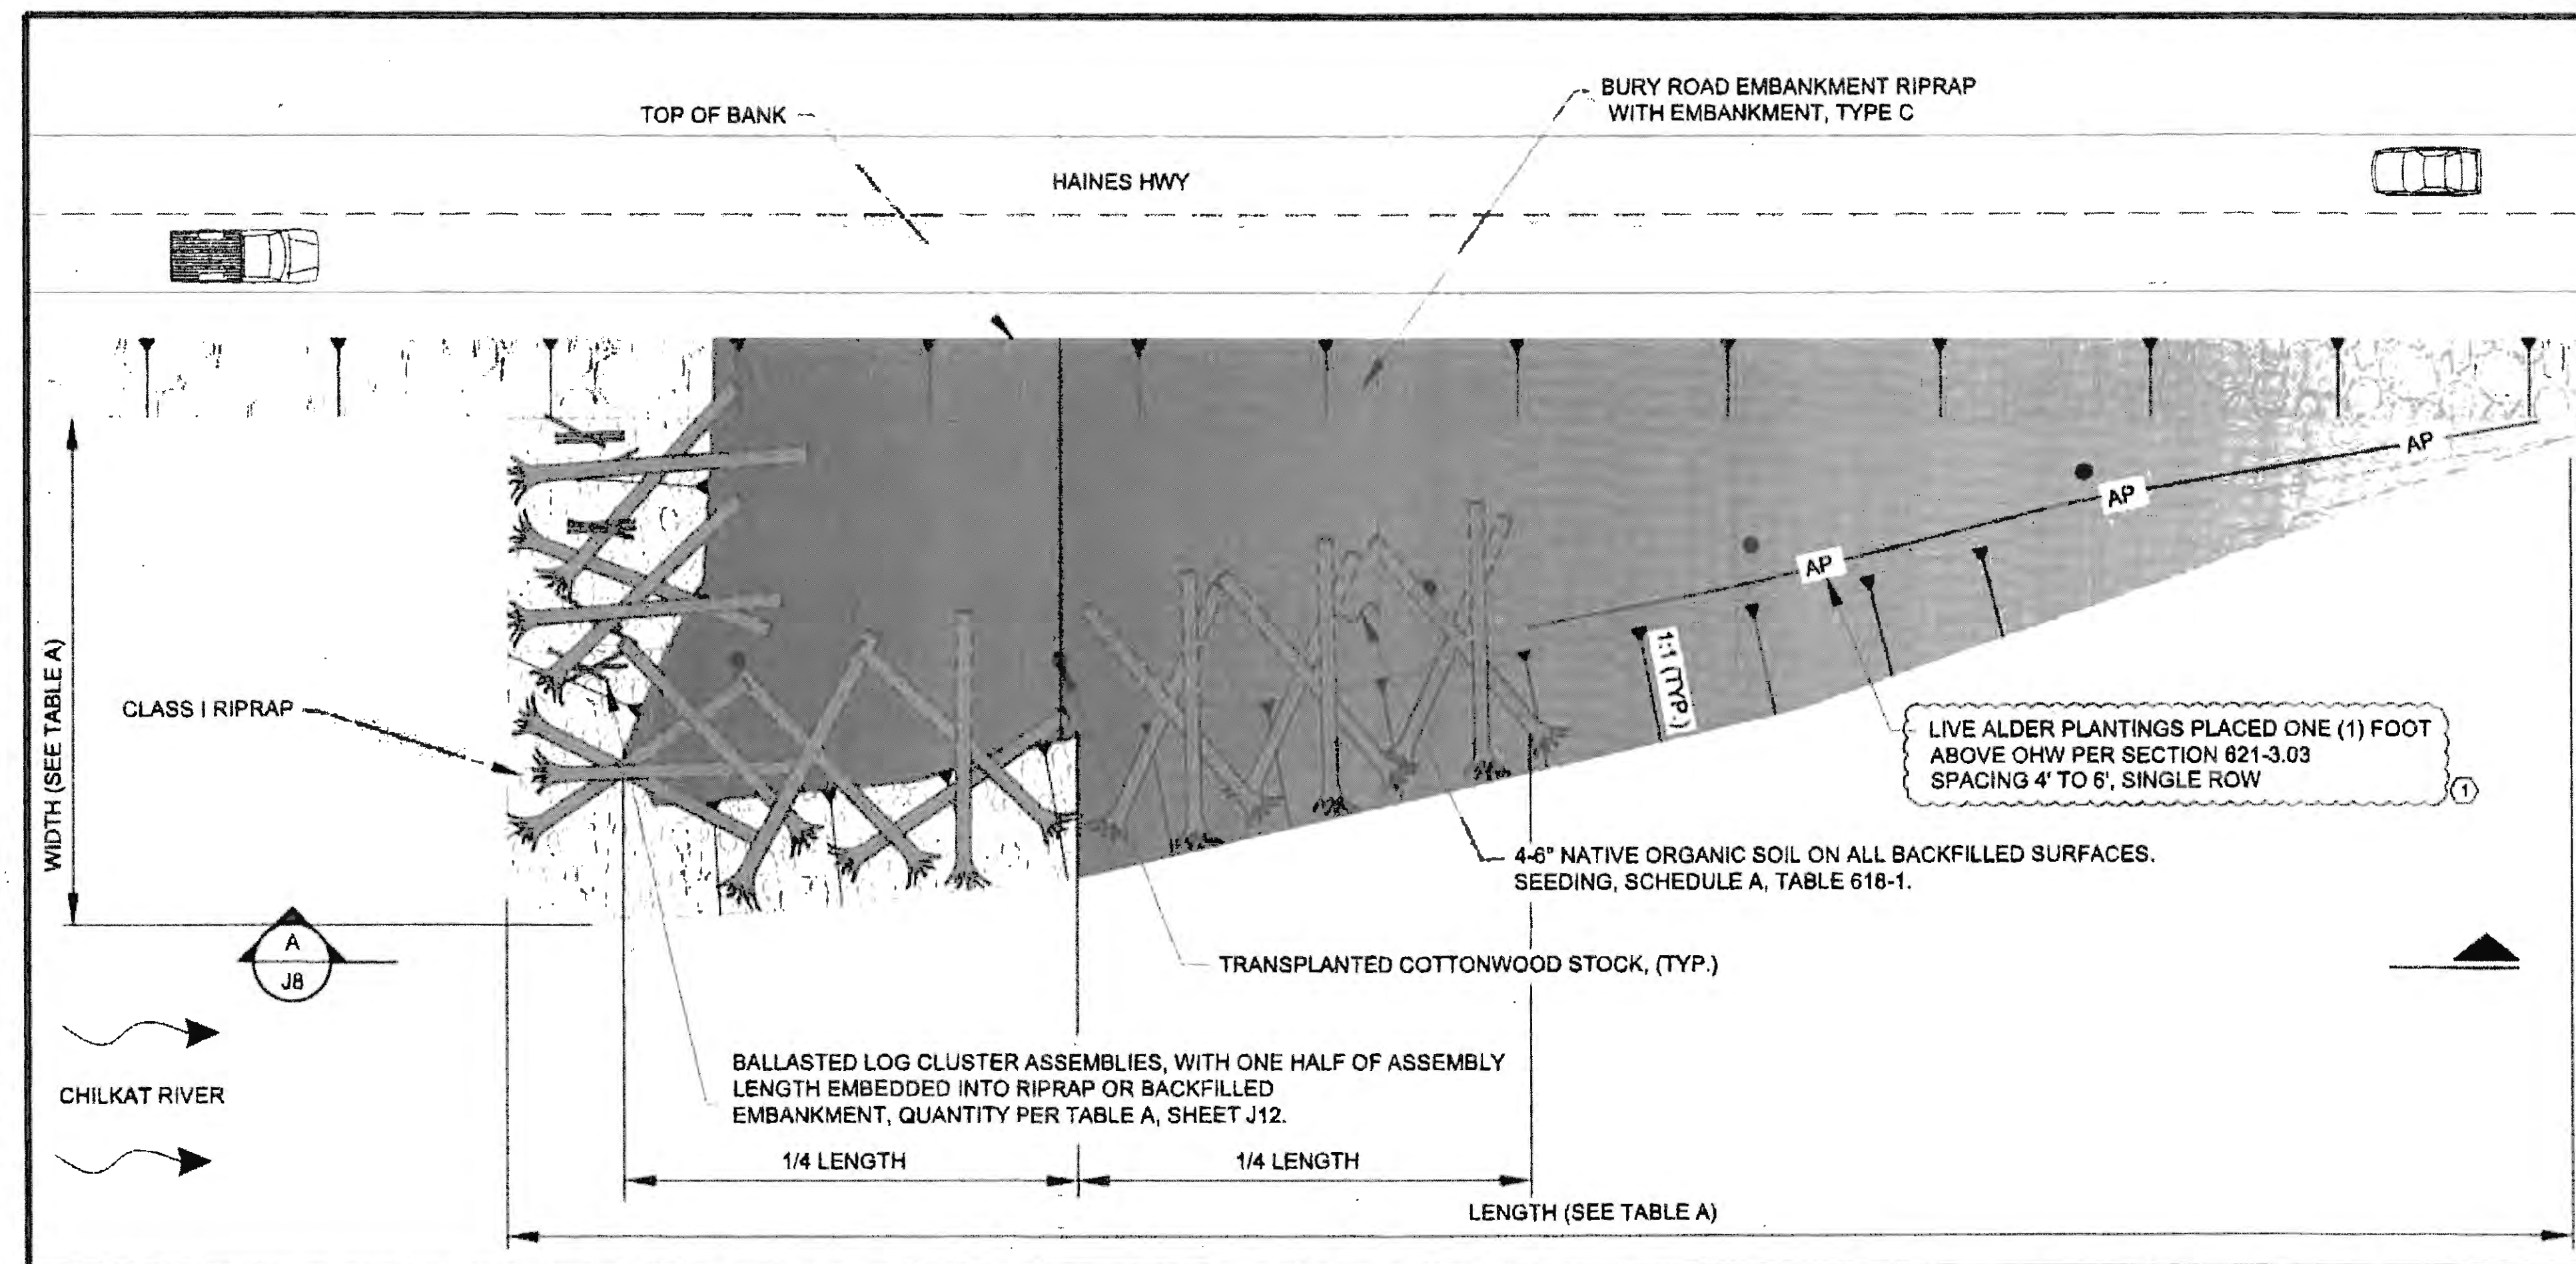 TOP OF BANK
BURY ROAD EMBANKMENT RIPRAP
WITH EMBANKMENT, TYPE C
HAINES HWY
AP
AP
AP
1:1 (TYP.)
WIDTH (SEE TABLE A)
CLASS I RIPRAP
LIVE ALDER PLANTINGS PLACED ONE (1) FOOT
ABOVE OHW PER SECTION 621-3.03
SPACING 4' TO 6', SINGLE ROW
1
4-6" NATIVE ORGANIC SOIL ON ALL BACKFILLED SURFACES.
SEEDING, SCHEDULE A, TABLE 618-1.
TRANSPLANTED COTTONWOOD STOCK, (TYP.)
A
J8
BALLASTED LOG CLUSTER ASSEMBLIES, WITH ONE HALF OF ASSEMBLY
LENGTH EMBEDDED INTO RIPRAP OR BACKFILLED
EMBANKMENT, QUANTITY PER TABLE A, SHEET J12.
CHILKAT RIVER
1/4 LENGTH
1/4 LENGTH
LENGTH (SEE TABLE A)